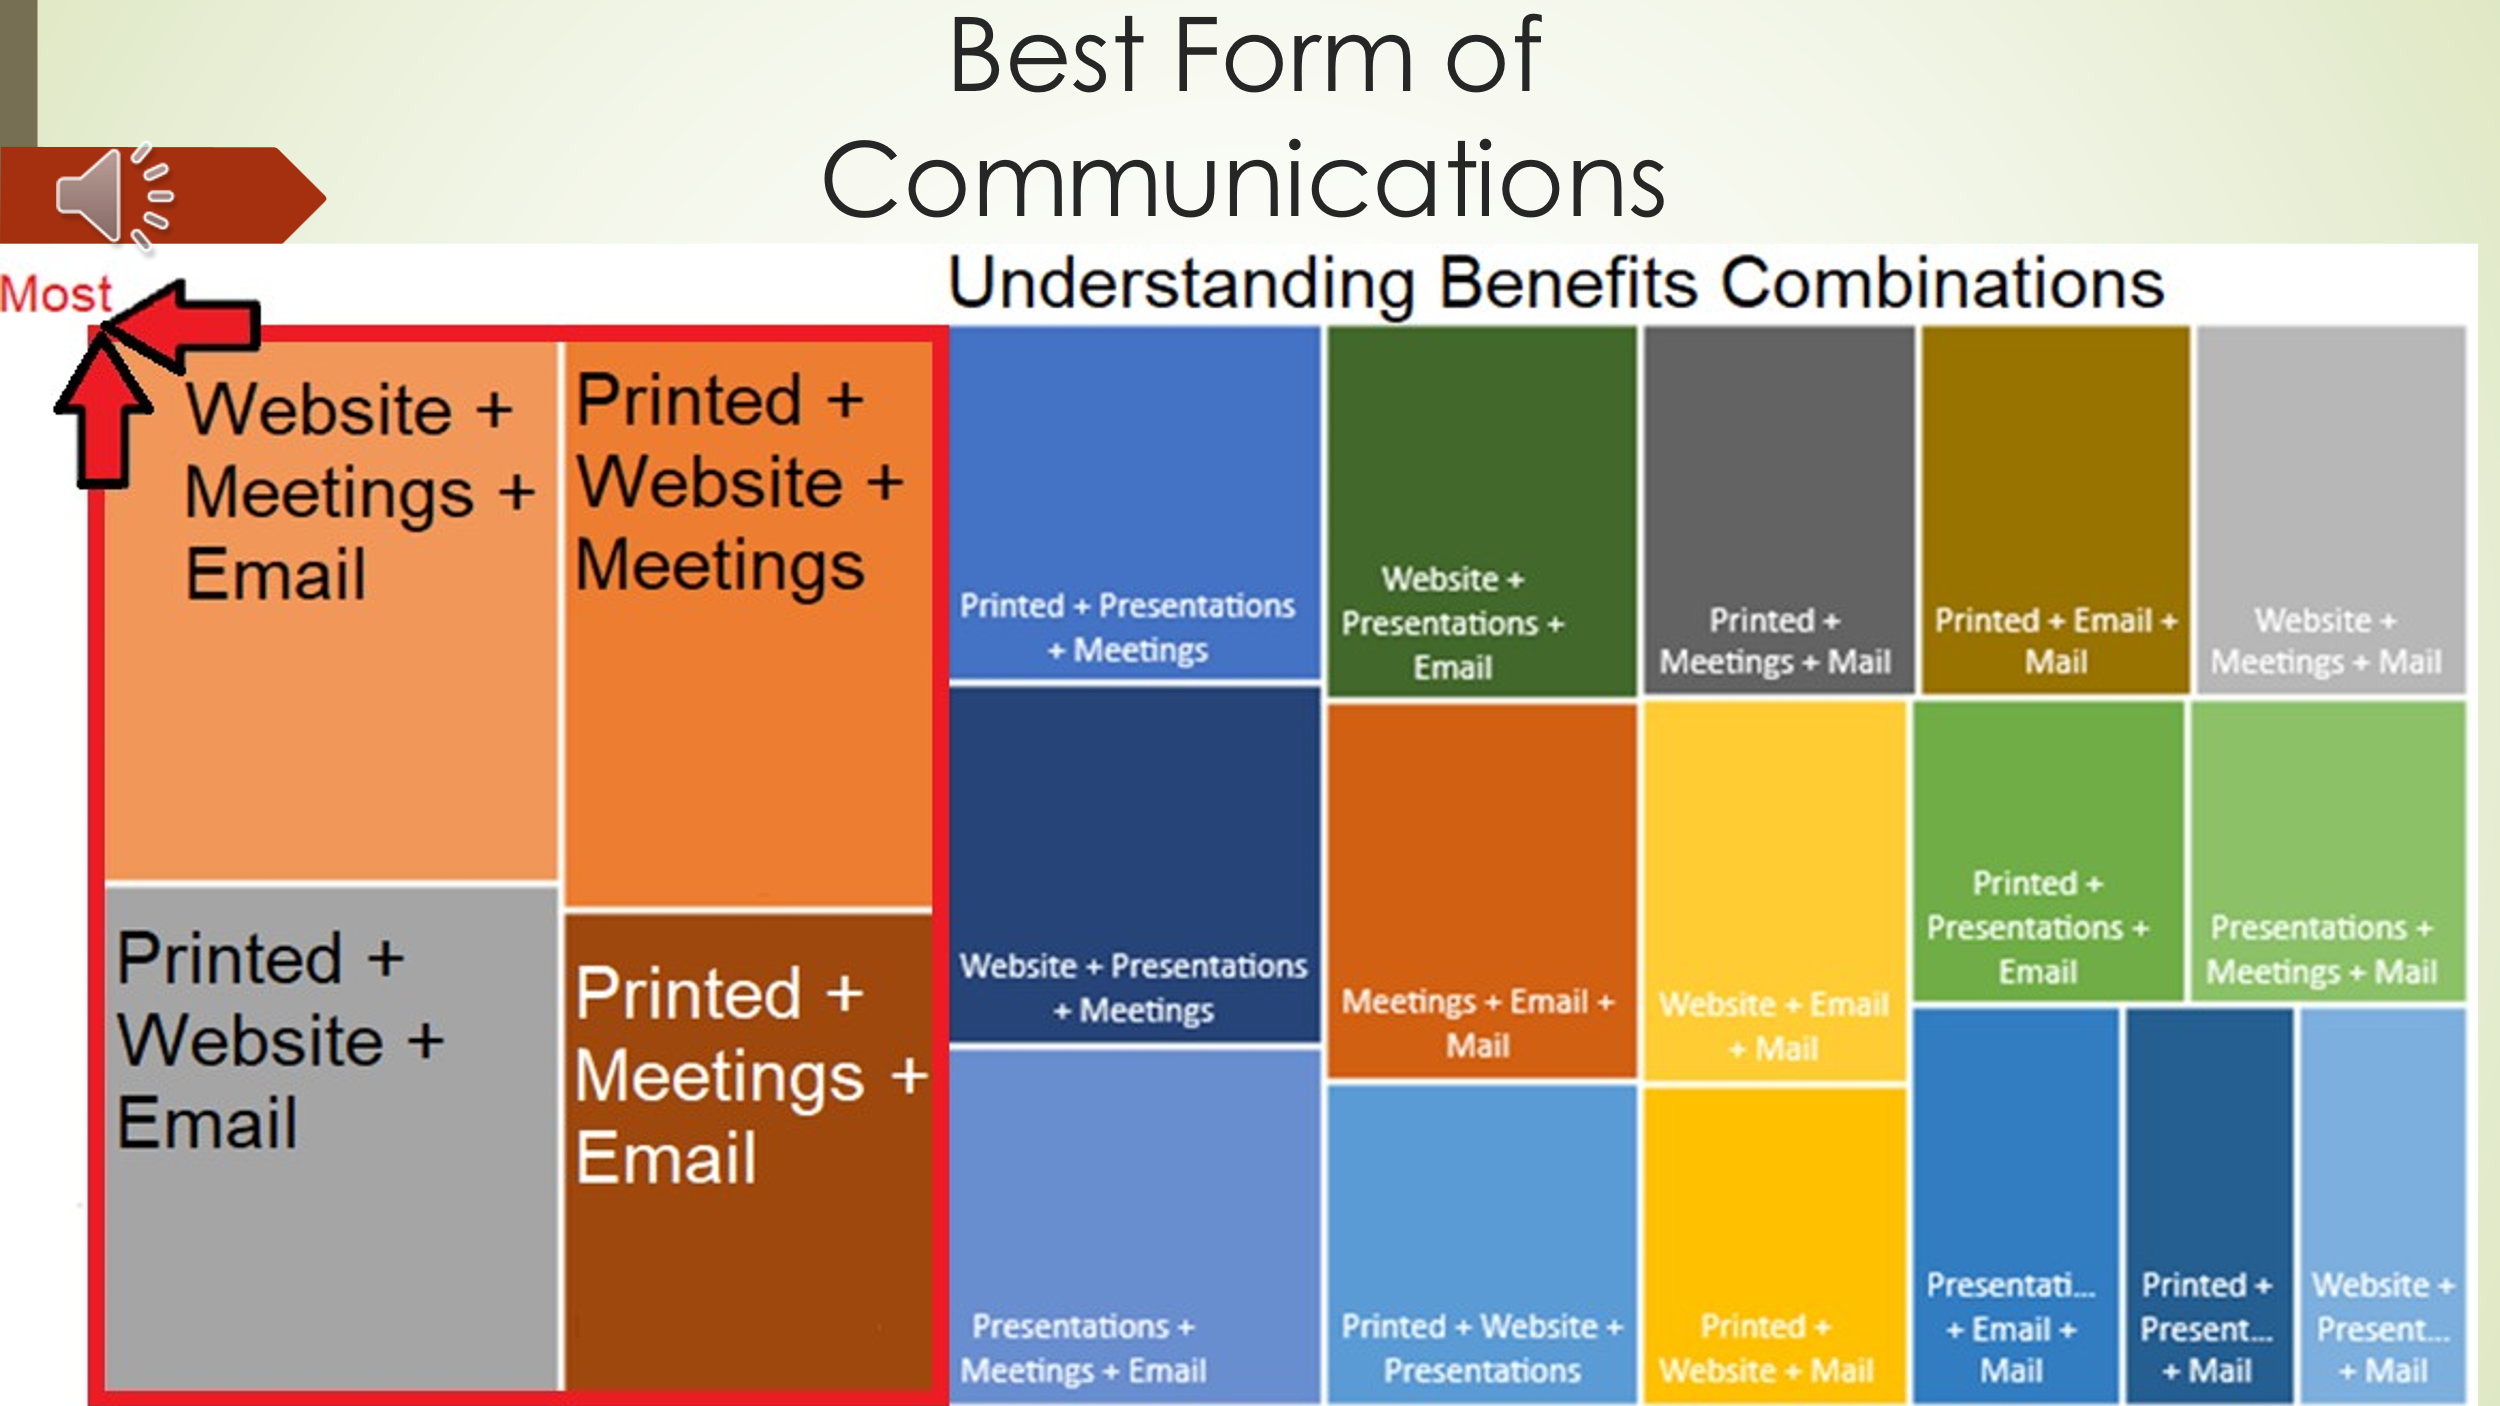 Best Form of
Communications
Understanding Benefits Combinations
Most
Website +
Meetings +
Email
Printed +
Website +
Meetings
Printed +
Website +
Email
Printed +
Meetings +
Email
Printed + Presentations
+ Meetings
Website + Presentations
+ Meetings
Presentations +
Meetings + Email
Website +
Presentations +
Email
Meetings + Email +
Mail
Printed + Website +
Presentations
Printed +
Meetings + Mail
Printed + Email +
Mail
Website +
Meetings + Mail
Website + Email
+ Mail
Printed +
Website + Mail
Printed +
Presentations +
Email
Presentations +
Meetings + Mail
Presentati...
+ Email +
Mail
Printed +
Present...
+ Mail
Website +
Present...
+ Mail